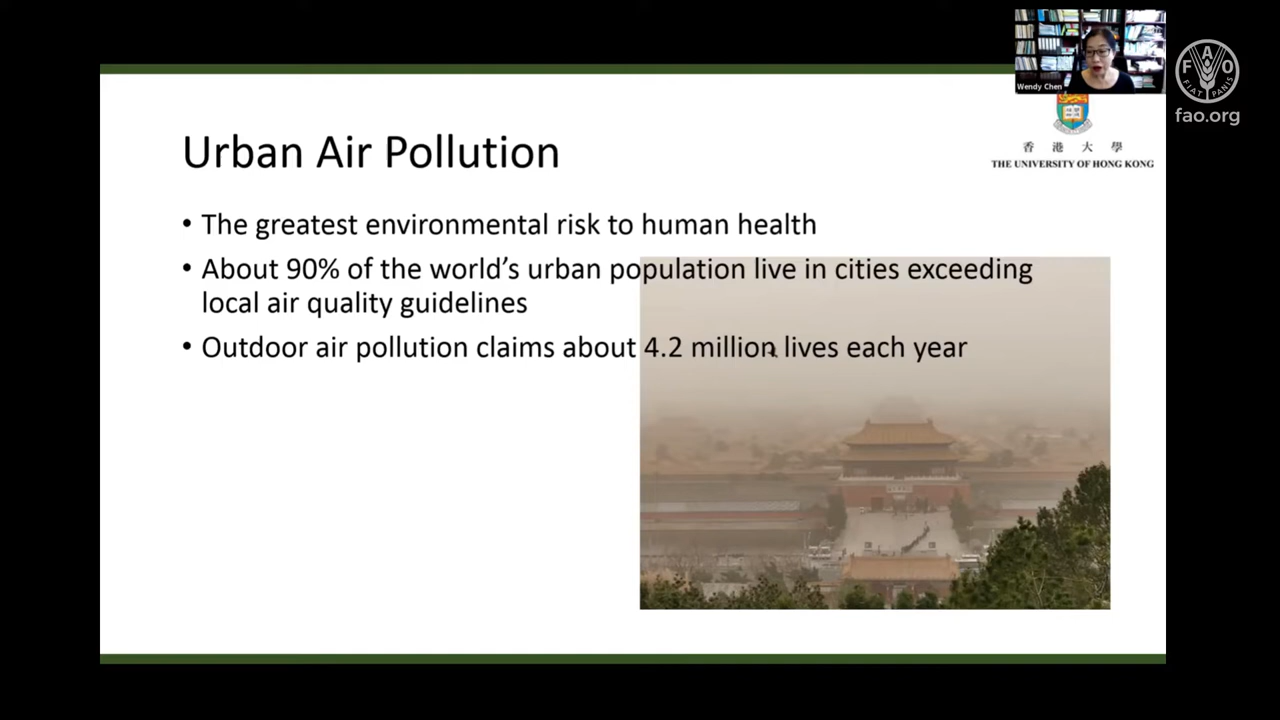 Wendy Chen
FAO
FIAT PANIS
fao.org
香港大學
THE UNIVERSITY OF HONG KONG
Urban Air Pollution
• The greatest environmental risk to human health
• About 90% of the world’s urban population live in cities exceeding
local air quality guidelines
• Outdoor air pollution claims about 4.2 million lives each year